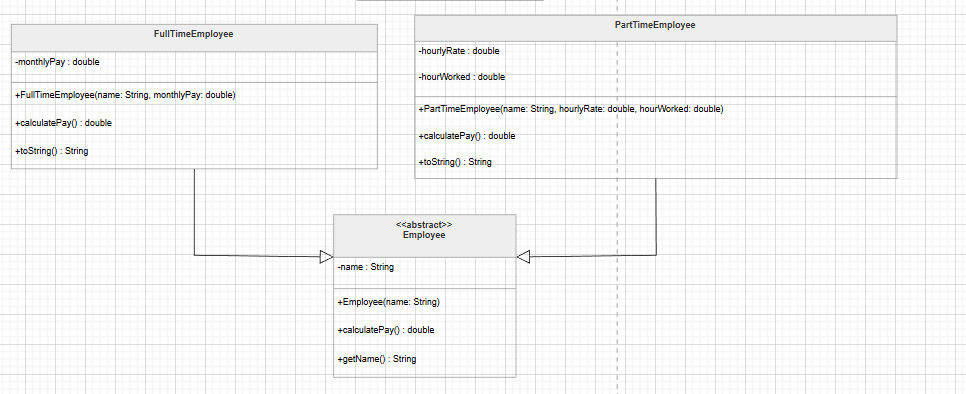 FullTimeEmployee
-monthlyPay : double
+FullTimeEmployee(name: String, monthlyPay: double)
+calculatePay() : double
+toString() : String
PartTimeEmployee
-hourlyRate : double
-hourWorked : double
+PartTimeEmployee(name: String, hourlyRate: double, hourWorked: double)
+calculatePay() : double
+toString() : String
<<abstract>>
Employee
-name : String
+Employee(name: String)
+calculatePay() : double
+getName() : String